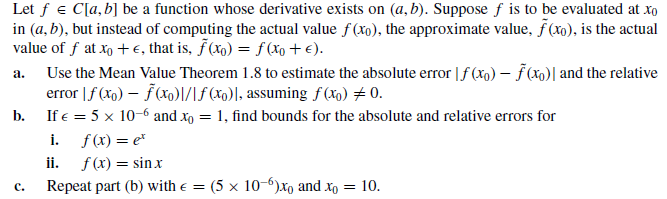 Let f ϵ C[a, b] be a function whose derivative exists on (a, b). Suppose f is to be evaluated at x₀
in (a, b), but instead of computing the actual value f(x₀), the approximate value, f̃(x₀), is the actual
value of f at x₀ + ϵ, that is, f̃(x₀) = f(x₀ + ϵ).
a. Use the Mean Value Theorem 1.8 to estimate the absolute error |f(x₀) − f̃(x₀)| and the relative
error |f(x₀) − f̃(x₀)|/|f(x₀)|, assuming f(x₀) ≠ 0.
b. If ϵ = 5 × 10⁻⁶ and x₀ = 1, find bounds for the absolute and relative errors for
i. f(x) = eˣ
ii. f(x) = sin x
c. Repeat part (b) with ϵ = (5 × 10⁻⁶)x₀ and x₀ = 10.